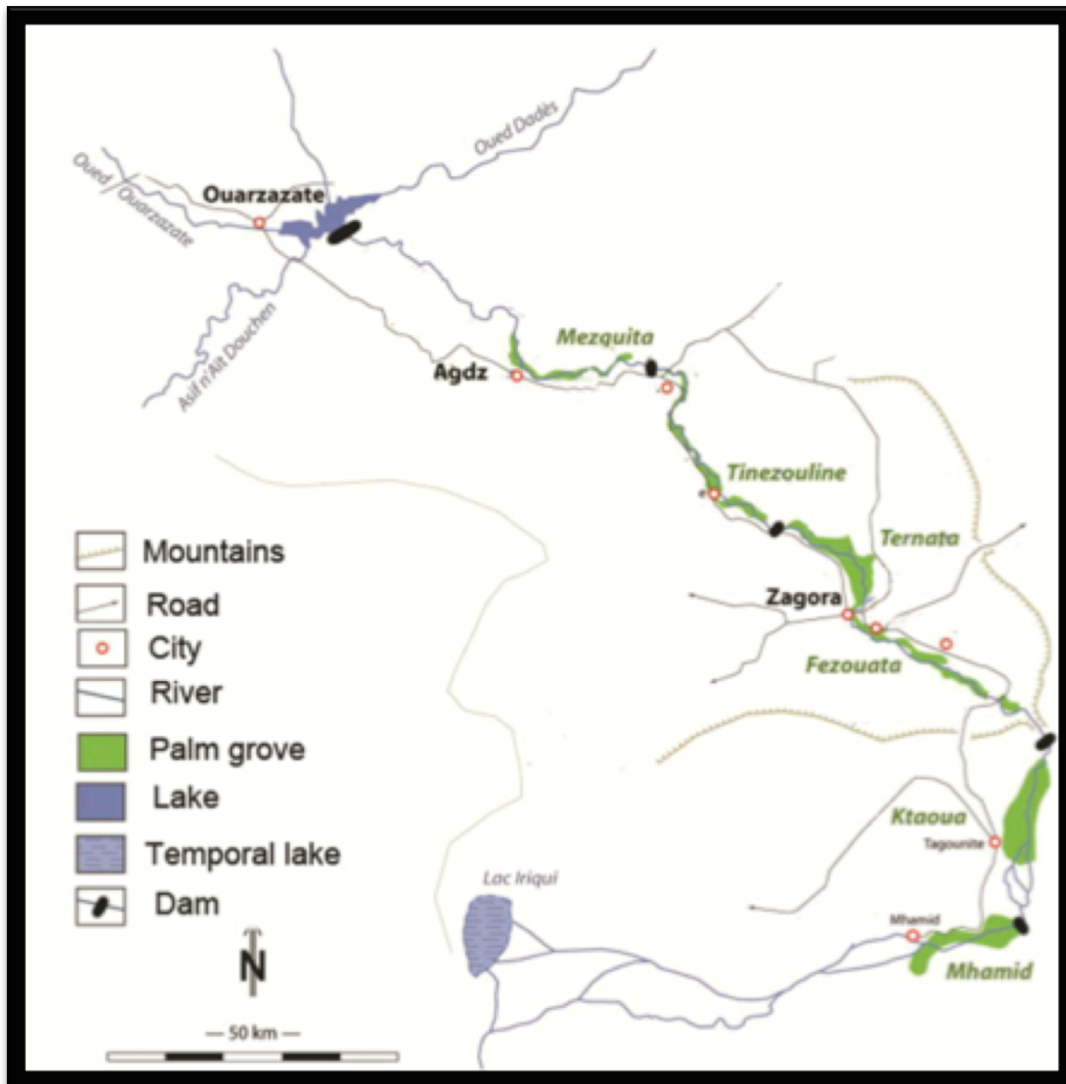 Oued Dadès
Oued Ouarzazate
Ouarzazate
Asif n'Ait Douchen
Mezquita
Agdz
Tinezouline
Ternata
Zagora
Fezouata
Mountains
Road
City
River
Palm grove
Lake
Temporal lake
Dam
Ktaoua
Tagounite
Lac Iriqui
Mhamid
Mhamid
N
50 km